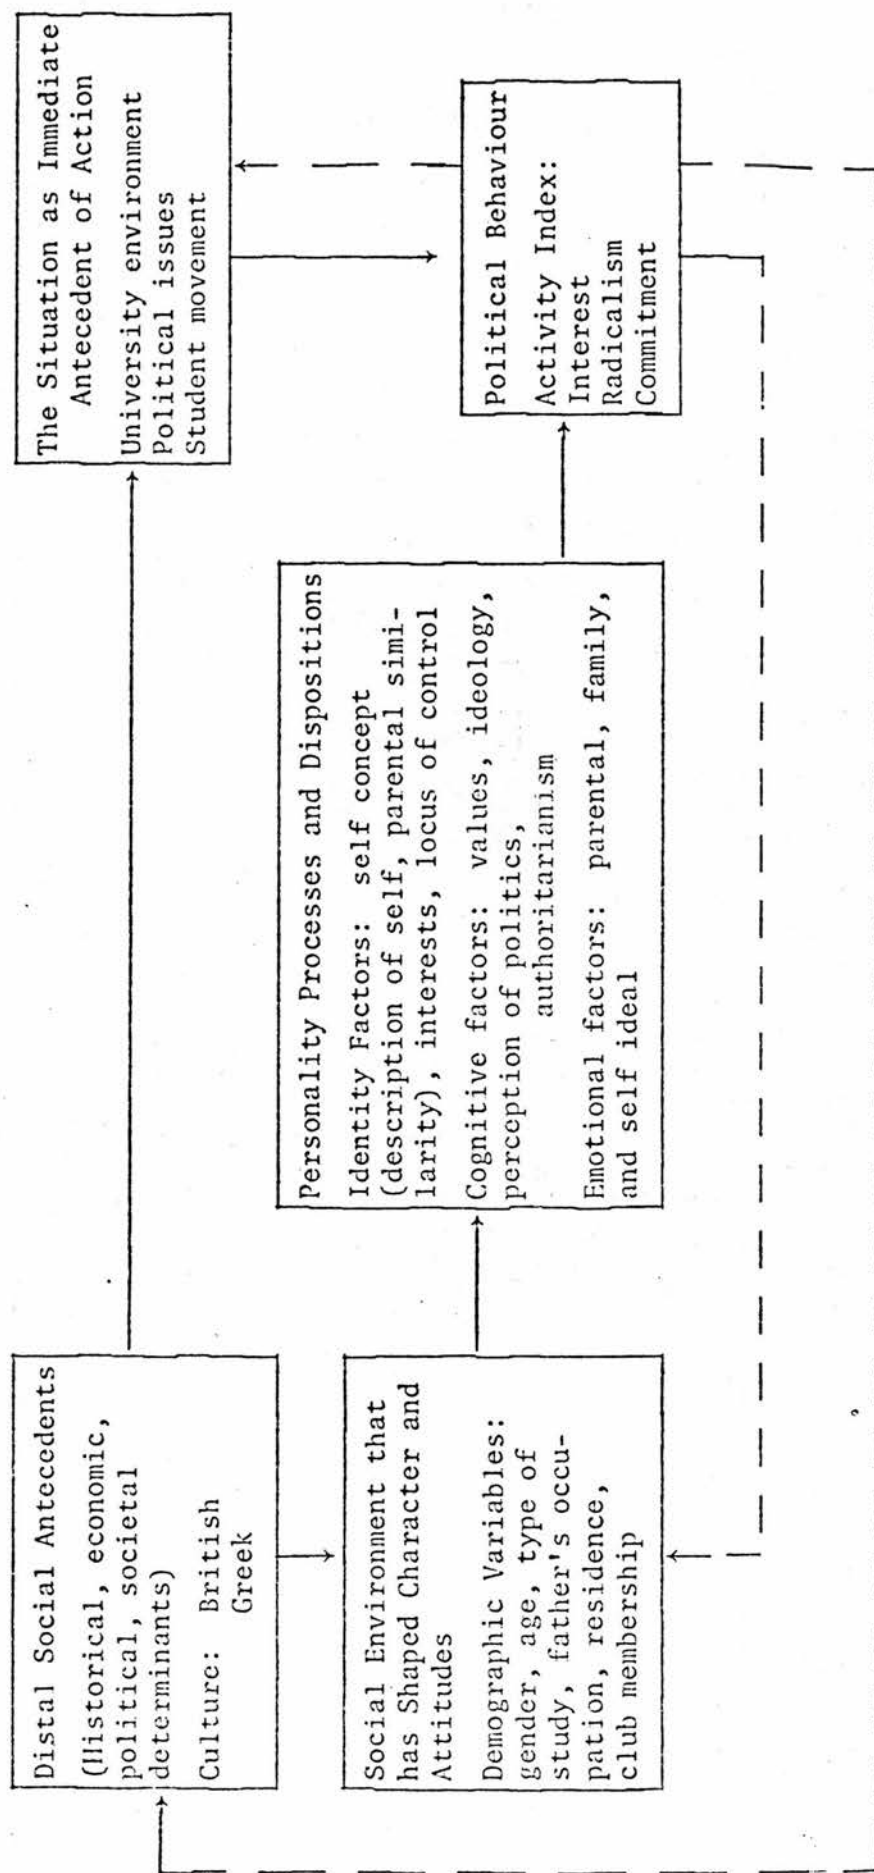 Distal Social Antecedents
(Historical, economic,
political, societal
determinants)
Culture: British
Greek
Social Environment that
has Shaped Character and
Attitudes
Demographic Variables:
gender, age, type of
study, father's occu-
pation, residence,
club membership
Personality Processes and Dispositions
Identity Factors: self concept
(description of self, parental simi-
larity), interests, locus of control
Cognitive factors: values, ideology,
perception of politics,
authoritarianism
Emotional factors: parental, family,
and self ideal
The Situation as Immediate
Antecedent of Action
University environment
Political issues
Student movement
Political Behaviour
Activity Index:
Interest
Radicalism
Commitment